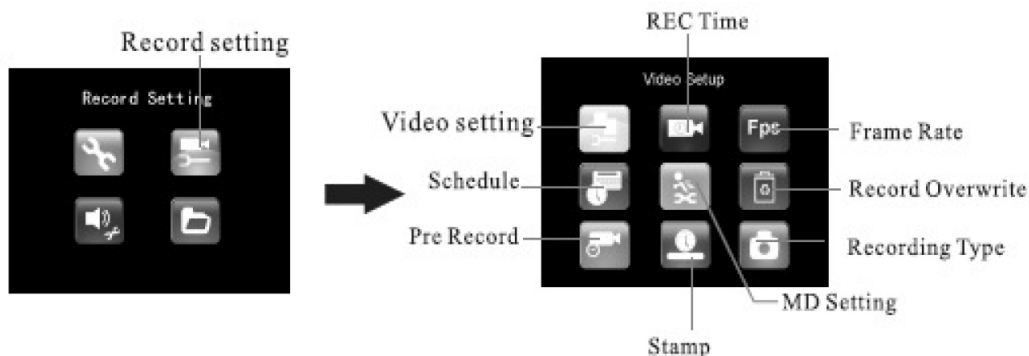 Record setting
Record Setting
REC Time
Video Setup
Video setting
Fps
Frame Rate
Schedule
Record Overwrite
Pre Record
Recording Type
MD Setting
Stamp